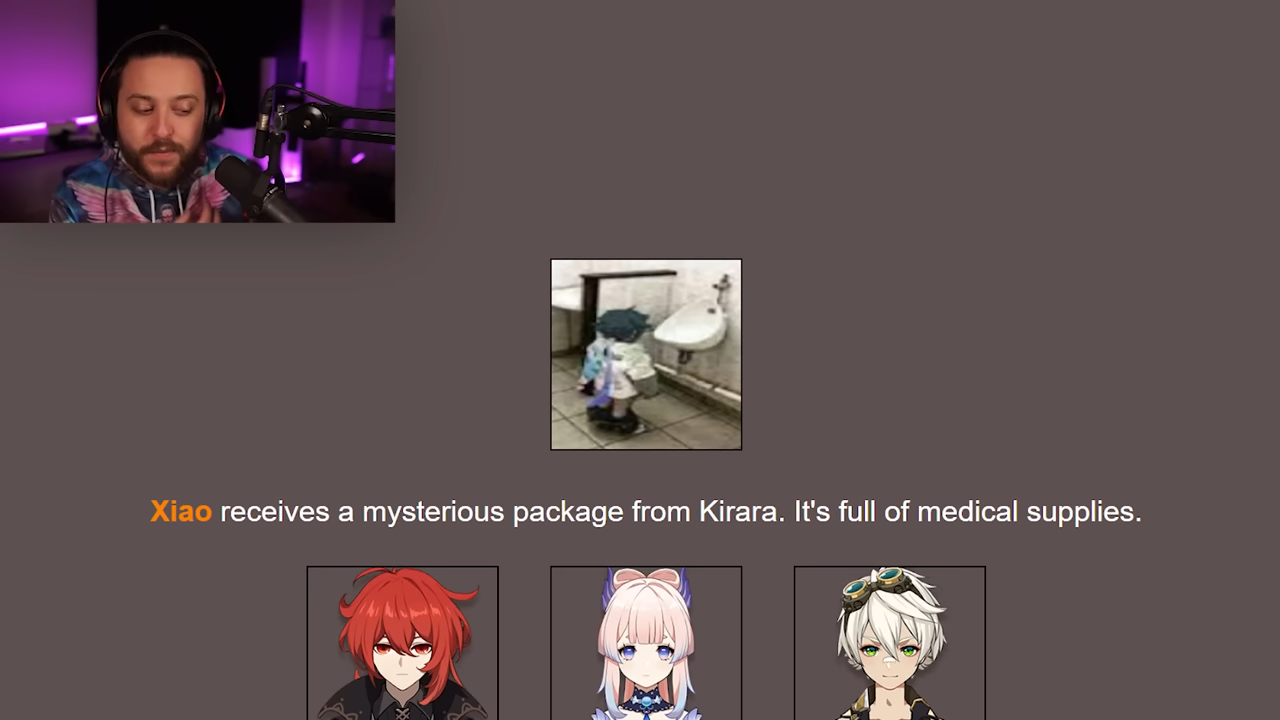 Xiao receives a mysterious package from Kirara. It's full of medical supplies.